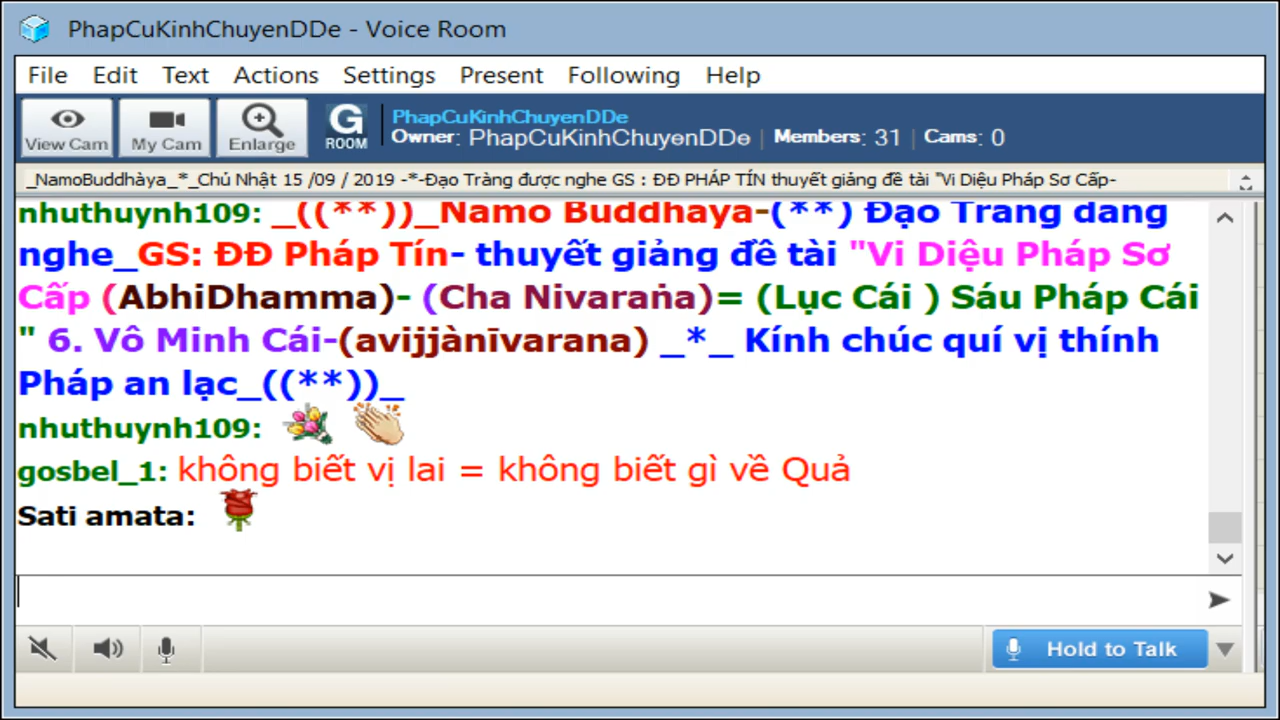 PhapCuKinhChuyenDDe - Voice Room
File Edit Text Actions Settings Present Following Help
View Cam My Cam Enlarge G ROOM
PhapCuKinhChuyenDDe
Owner: PhapCuKinhChuyenDDe | Members: 31 | Cams: 0
_NamoBuddhàya_*_Chủ Nhật 15 /09 / 2019 -*-Đạo Tràng được nghe GS : ĐĐ PHÁP TÍN thuyết giảng đề tài "Vi Diệu Pháp Sơ Cấp-
nhuthuynh109: _((**))_Namo Buddhaya-(**) Đạo Trang đang
nghe_GS: ĐĐ Pháp Tín- thuyết giảng đề tài "Vi Diệu Pháp Sơ
Cấp (AbhiDhamma)- (Cha Nivaraṅa)= (Lục Cái ) Sáu Pháp Cái
" 6. Vô Minh Cái-(avijjànīvarana) _*_ Kính chúc quí vị thính
Pháp an lạc_((**))_
nhuthuynh109:
gosbel_1: không biết vị lai = không biết gì về Quả
Sati amata:
Hold to Talk